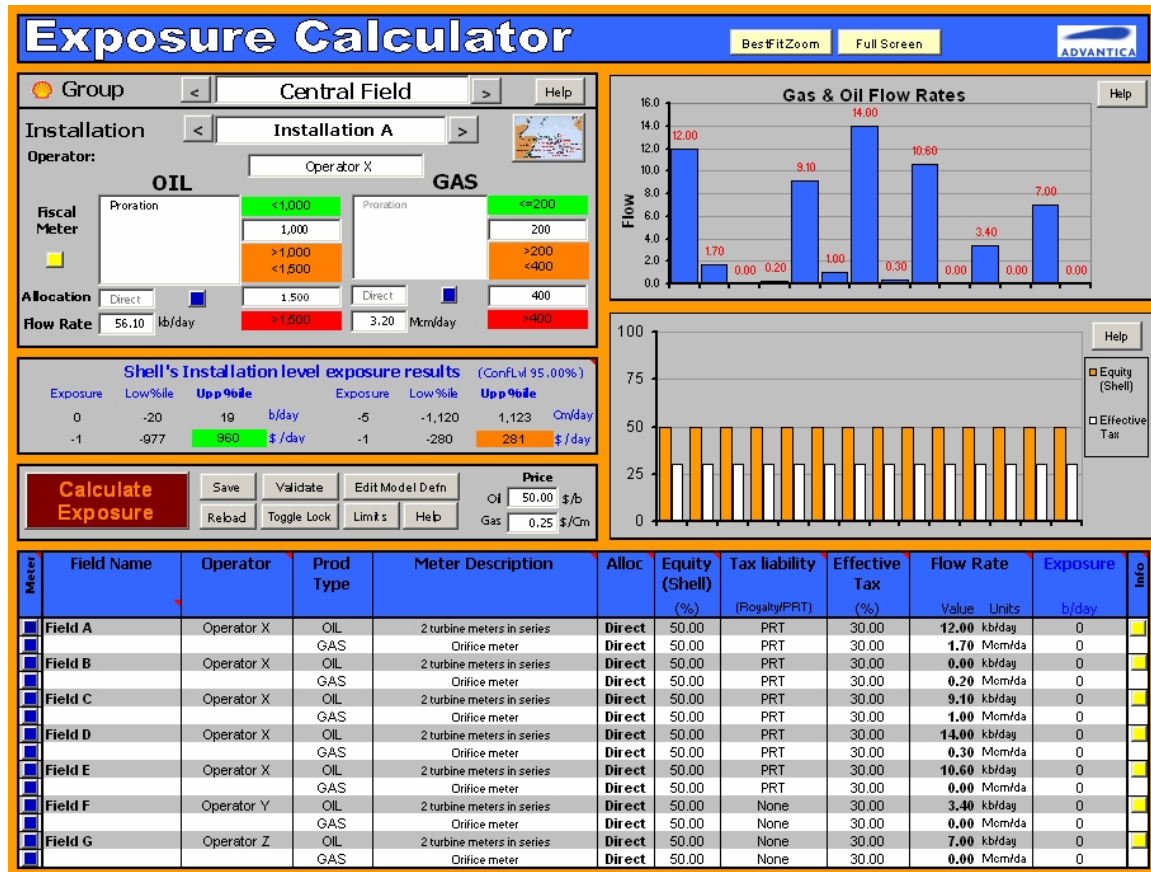 Exposure Calculator
BestFitZoom Full Screen
ADVANTICA
Group < Central Field > Help
Installation < Installation A >
Operator: Operator X
OIL GAS
Fiscal Meter
Proration <1,000 Proration <=200
1,000 200
>1,000 >200
<1,500 <400
Allocation Direct 1,500 Direct 400
Flow Rate 56.10 kb/day >1,500 3.20 Mcm/day >400
Shell's Installation level exposure results (ConfLvl 95.00%)
Exposure Low%ile Upp%ile Exposure Low%ile Upp%ile
0 -20 19 b/day -5 -1,120 1,123 Cm/day
-1 -977 960 $/day -1 -280 281 $/day
Calculate Exposure
Save Validate Edit Model Defn
Reload Toggle Lock Limits Help
Price
Oil 50.00 $/b
Gas 0.25 $/Cm
Gas & Oil Flow Rates
Help
Flow
16.0
14.0
12.0
10.0
8.0
6.0
4.0
2.0
0.0
12.00 1.70 0.00 0.20 9.10 1.00 14.00 0.30 10.60 0.00 3.40 0.00 7.00 0.00
Help
100
75
50
25
0
Equity (Shell)
Effective Tax
Meter Field Name Operator Prod Type Meter Description Alloc Equity (Shell) Tax liability Effective Tax Flow Rate Exposure Info
(%) (Royalty/PRT) (%) Value Units b/day
Field A Operator X OIL 2 turbine meters in series Direct 50.00 PRT 30.00 12.00 kb/day 0
GAS Orifice meter Direct 50.00 PRT 30.00 1.70 Mcm/da 0
Field B Operator X OIL 2 turbine meters in series Direct 50.00 PRT 30.00 0.00 kb/day 0
GAS Orifice meter Direct 50.00 PRT 30.00 0.20 Mcm/da 0
Field C Operator X OIL 2 turbine meters in series Direct 50.00 PRT 30.00 9.10 kb/day 0
GAS Orifice meter Direct 50.00 PRT 30.00 1.00 Mcm/da 0
Field D Operator X OIL 2 turbine meters in series Direct 50.00 PRT 30.00 14.00 kb/day 0
GAS Orifice meter Direct 50.00 PRT 30.00 0.30 Mcm/da 0
Field E Operator X OIL 2 turbine meters in series Direct 50.00 PRT 30.00 10.60 kb/day 0
GAS Orifice meter Direct 50.00 PRT 30.00 0.00 Mcm/da 0
Field F Operator Y OIL 2 turbine meters in series Direct 50.00 None 30.00 3.40 kb/day 0
GAS Orifice meter Direct 50.00 None 30.00 0.00 Mcm/da 0
Field G Operator Z OIL 2 turbine meters in series Direct 50.00 None 30.00 7.00 kb/day 0
GAS Orifice meter Direct 50.00 None 30.00 0.00 Mcm/da 0